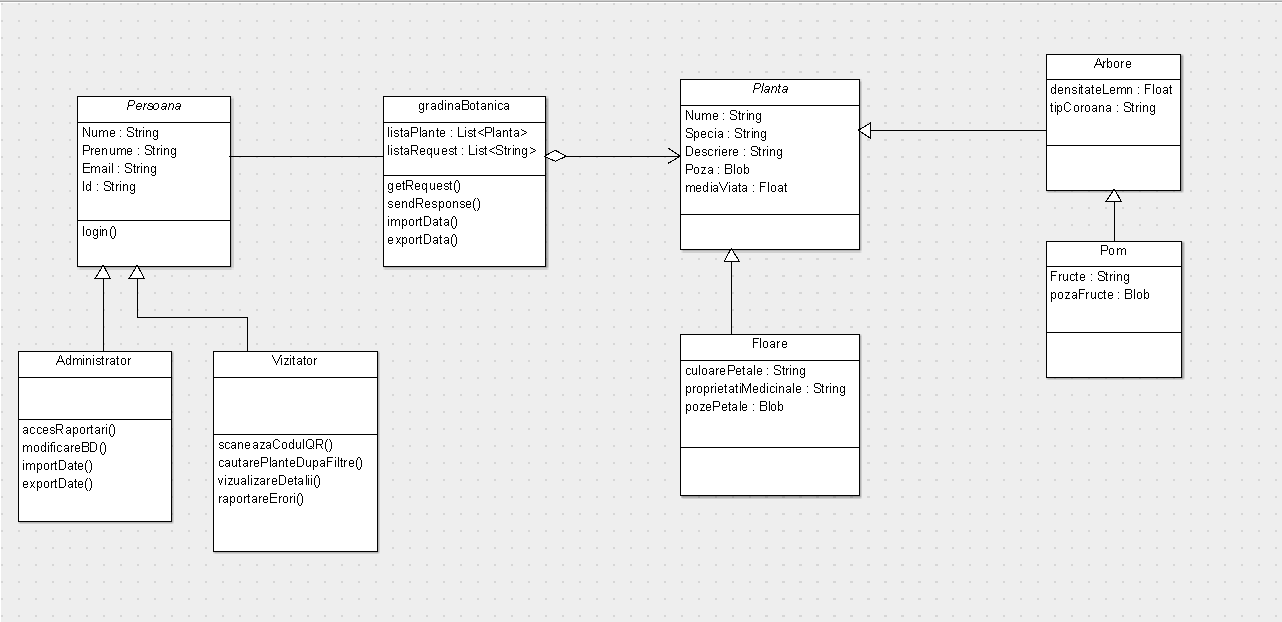 Persoana
Nume : String
Prenume : String
Email : String
Id : String
login()
gradinaBotanica
listaPlante : List<Planta>
listaRequest : List<String>
getRequest()
sendResponse()
importData()
exportData()
Planta
Nume : String
Specia : String
Descriere : String
Poza : Blob
mediaViata : Float
Arbore
densitateLemn : Float
tipCoroana : String
Pom
Fructe : String
pozaFructe : Blob
Administrator
accesRaportari()
modificareBD()
importDate()
exportDate()
Vizitator
scaneazaCodulQR()
cautarePlanteDupaFiltre()
vizualizareDetalii()
raportareErori()
Floare
culoarePetale : String
proprietatiMedicinale : String
pozePetale : Blob